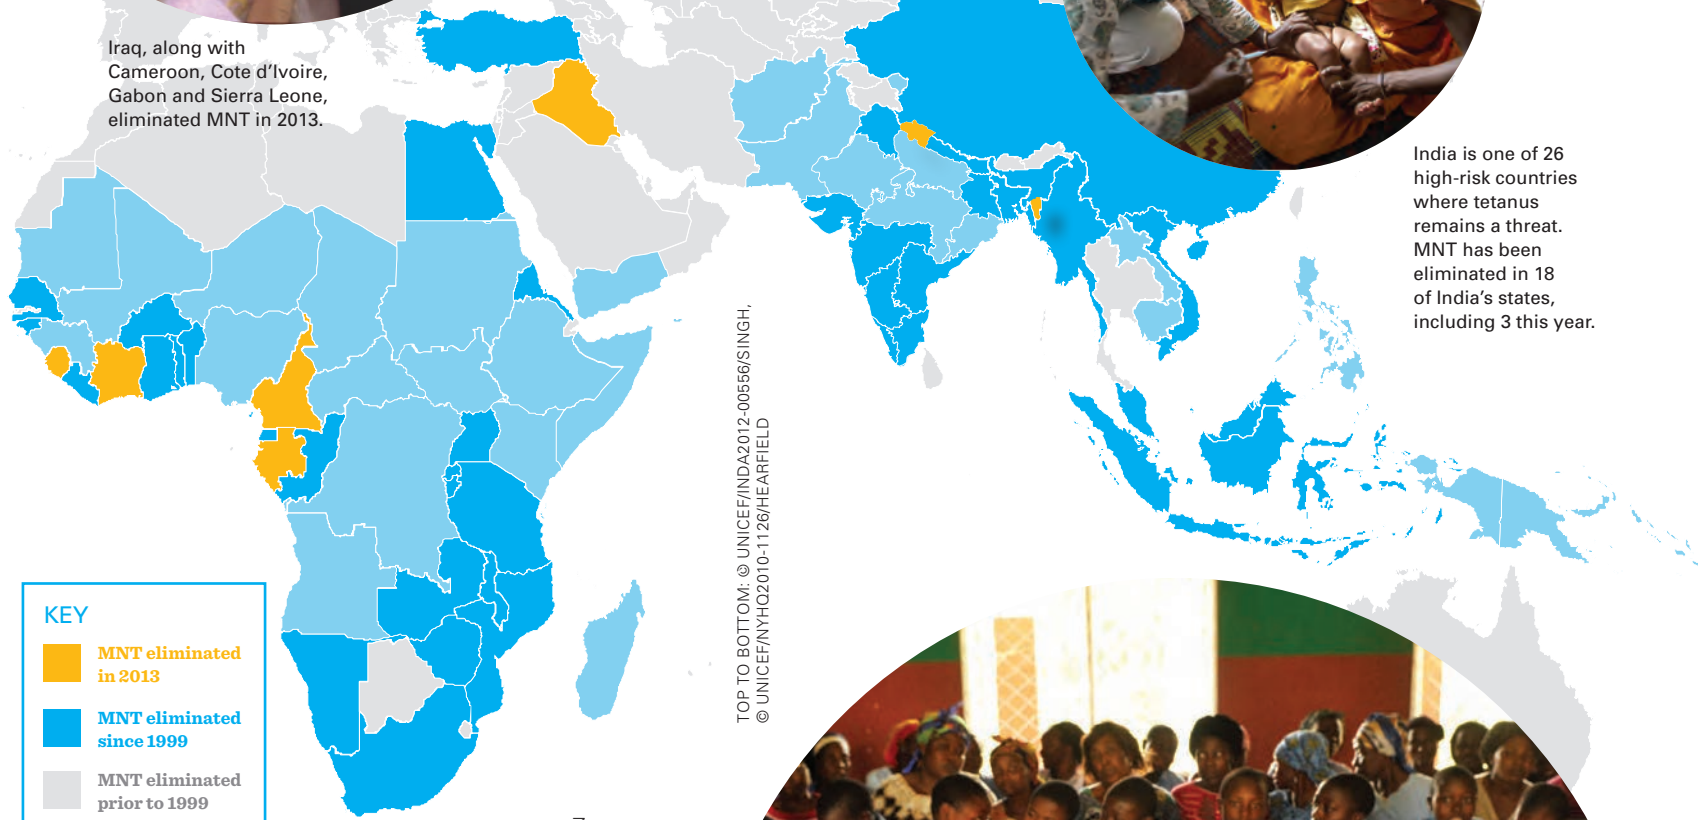 Iraq, along with
Cameroon, Cote d’Ivoire,
Gabon and Sierra Leone,
eliminated MNT in 2013.
India is one of 26
high-risk countries
where tetanus
remains a threat.
MNT has been
eliminated in 18
of India’s states,
including 3 this year.
TOP TO BOTTOM: © UNICEF/INDA2012-00556/SINGH,
© UNICEF/NYHQ2010-1126/HEARFIELD
KEY
MNT eliminated
in 2013
MNT eliminated
since 1999
MNT eliminated
prior to 1999